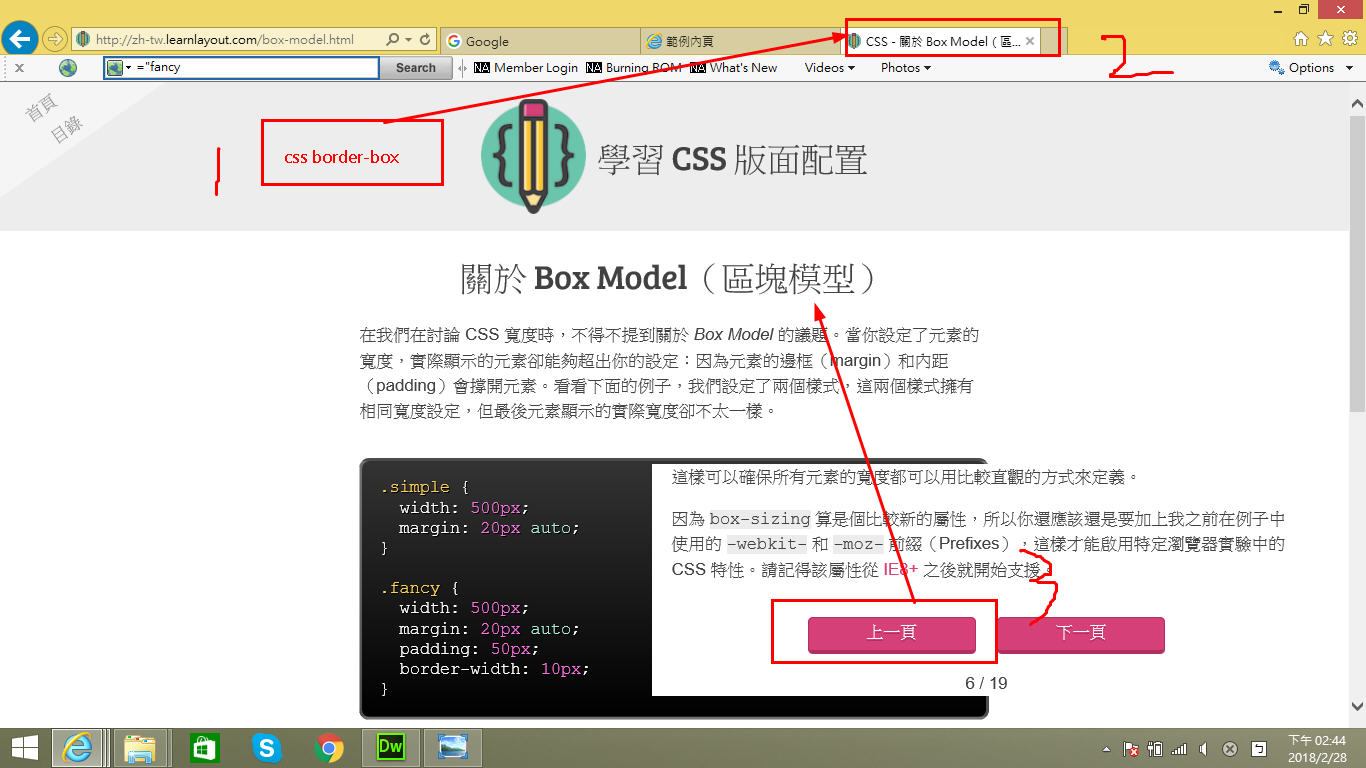 http://zh-tw.learnlayout.com/box-model.html
Google
範例內頁
CSS - 關於 Box Model（區...
x
="fancy
Search
NA Member Login
NA Burning ROM
NA What's New
Videos
Photos
Options
2
首頁
目錄
1
css border-box
學習 CSS 版面配置
關於 Box Model（區塊模型）
在我們在討論 CSS 寬度時，不得不提到關於 Box Model 的議題。當你設定了元素的
寬度，實際顯示的元素卻能夠超出你的設定：因為元素的邊框（margin）和內距
（padding）會撐開元素。看看下面的例子，我們設定了兩個樣式，這兩個樣式擁有
相同寬度設定，但最後元素顯示的實際寬度卻不太一樣。
.simple {
width: 500px;
margin: 20px auto;
}
.fancy {
width: 500px;
margin: 20px auto;
padding: 50px;
border-width: 10px;
}
這樣可以確保所有元素的寬度都可以用比較直觀的方式來定義。
因為 box-sizing 算是個比較新的屬性，所以你還應該還是要加上我之前在例子中
使用的 -webkit- 和 -moz- 前綴（Prefixes），這樣才能啟用特定瀏覽器實驗中的
CSS 特性。請記得該屬性從 IE8+ 之後就開始支援。
3
上一頁
下一頁
6 / 19
Dw
下午 02:44
2018/2/28